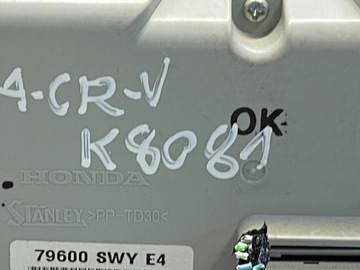 A-CR-V
OK
K8081
HONDA
STANLEY >PP-TD30<
79600 SWY E4